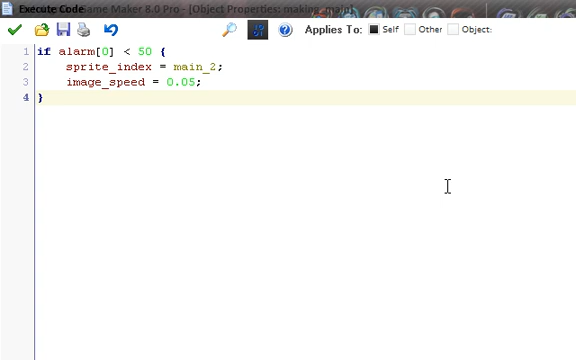 Execute Code Game Maker 8.0 Pro - [Object Properties: making_main]
Applies To: Self Other Object:
1 if alarm[0] < 50 {
2 sprite_index = main_2;
3 image_speed = 0.05;
4 }